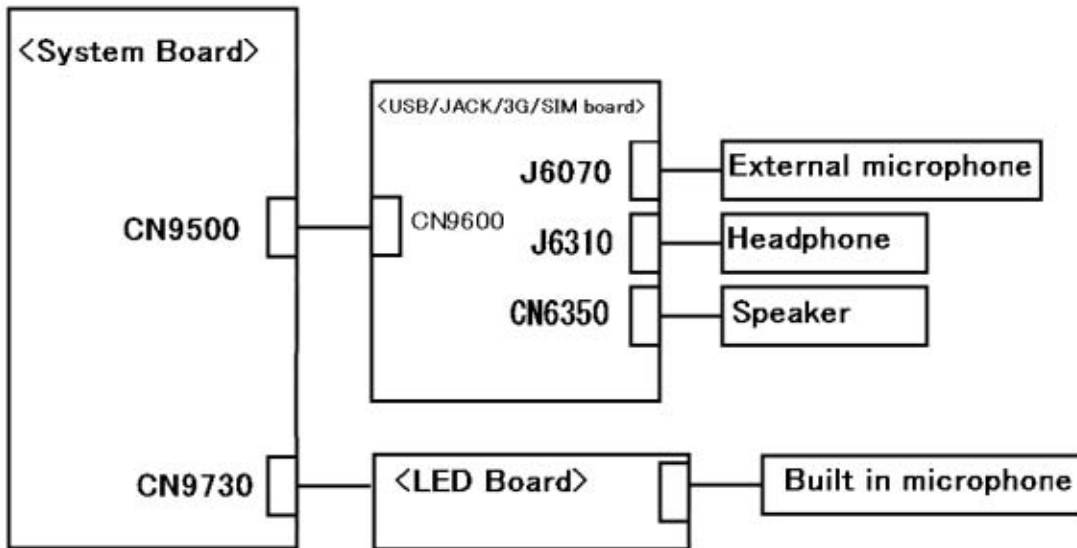 <System Board>
<USB/JACK/3G/SIM board>
J6070
External microphone
CN9500
CN9600
J6310
Headphone
CN6350
Speaker
CN9730
<LED Board>
Built in microphone